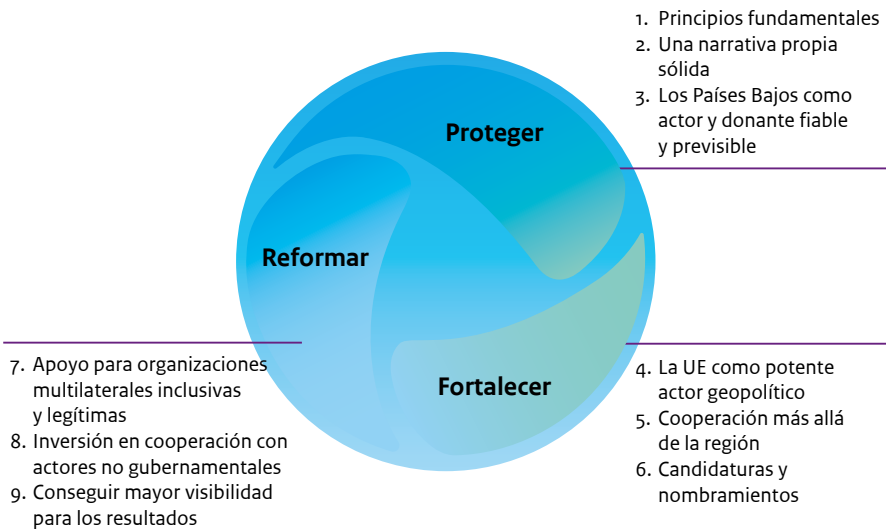 Proteger
1. Principios fundamentales
2. Una narrativa propia
sólida
3. Los Países Bajos como
actor y donante fiable
y previsible
Fortalecer
4. La UE como potente
actor geopolítico
5. Cooperación más allá
de la región
6. Candidaturas y
nombramientos
Reformar
7. Apoyo para organizaciones
multilaterales inclusivas
y legítimas
8. Inversión en cooperación con
actores no gubernamentales
9. Conseguir mayor visibilidad
para los resultados